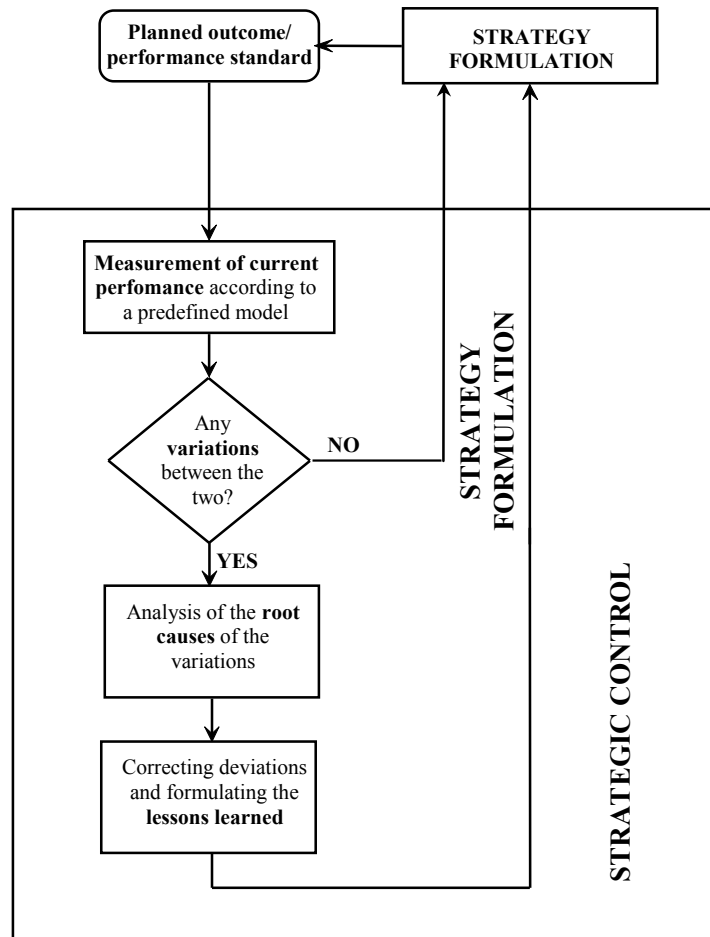 Planned outcome/
performance standard
STRATEGY
FORMULATION
Measurement of current
perfomance according to
a predefined model
Any
variations
between the
two?
NO
YES
STRATEGY
FORMULATION
Analysis of the root
causes of the
variations
Correcting deviations
and formulating the
lessons learned
STRATEGIC CONTROL